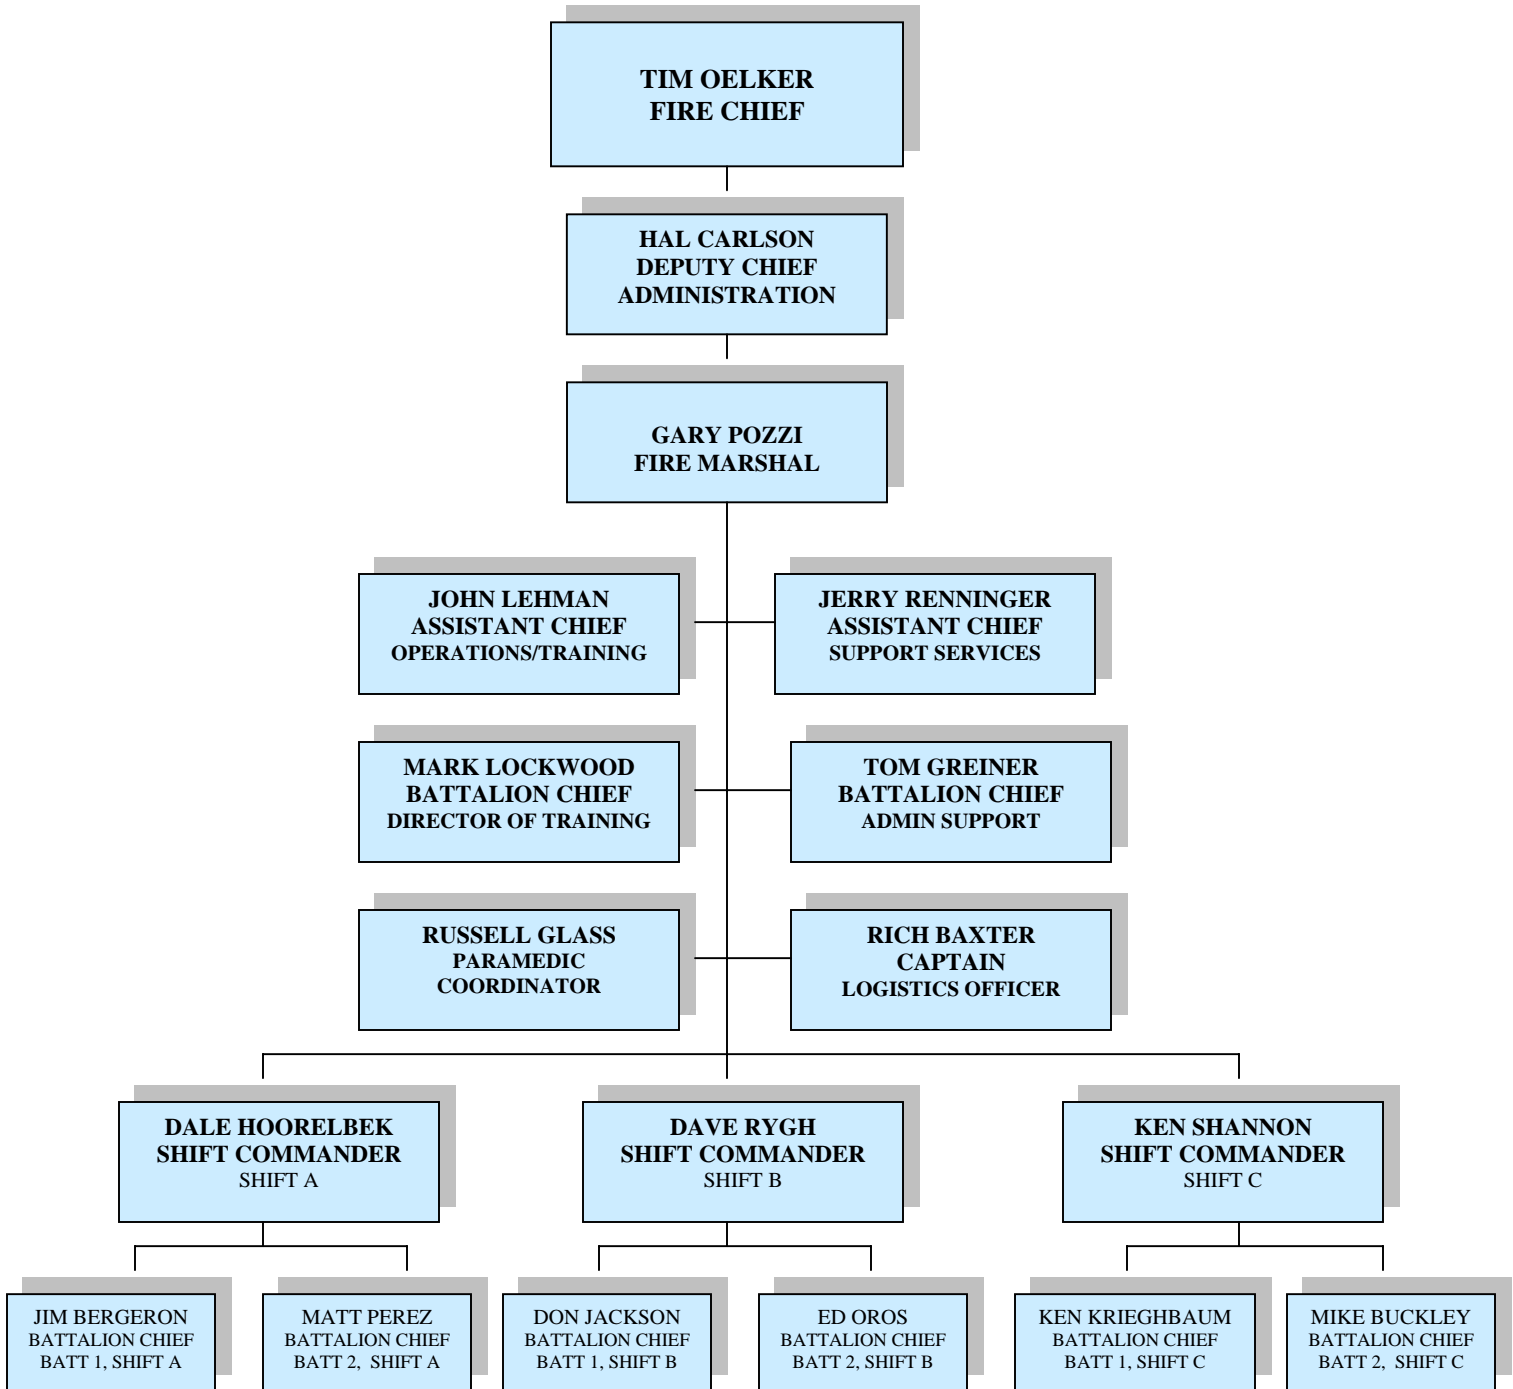 TIM OELKER
FIRE CHIEF
HAL CARLSON
DEPUTY CHIEF
ADMINISTRATION
GARY POZZI
FIRE MARSHAL
JOHN LEHMAN
ASSISTANT CHIEF
OPERATIONS/TRAINING
JERRY RENNINGER
ASSISTANT CHIEF
SUPPORT SERVICES
MARK LOCKWOOD
BATTALION CHIEF
DIRECTOR OF TRAINING
TOM GREINER
BATTALION CHIEF
ADMIN SUPPORT
RUSSELL GLASS
PARAMEDIC
COORDINATOR
RICH BAXTER
CAPTAIN
LOGISTICS OFFICER
DALE HOORELBEK
SHIFT COMMANDER
SHIFT A
DAVE RYGH
SHIFT COMMANDER
SHIFT B
KEN SHANNON
SHIFT COMMANDER
SHIFT C
JIM BERGERON
BATTALION CHIEF
BATT 1, SHIFT A
MATT PEREZ
BATTALION CHIEF
BATT 2, SHIFT A
DON JACKSON
BATTALION CHIEF
BATT 1, SHIFT B
ED OROS
BATTALION CHIEF
BATT 2, SHIFT B
KEN KRIEGHBAUM
BATTALION CHIEF
BATT 1, SHIFT C
MIKE BUCKLEY
BATTALION CHIEF
BATT 2, SHIFT C